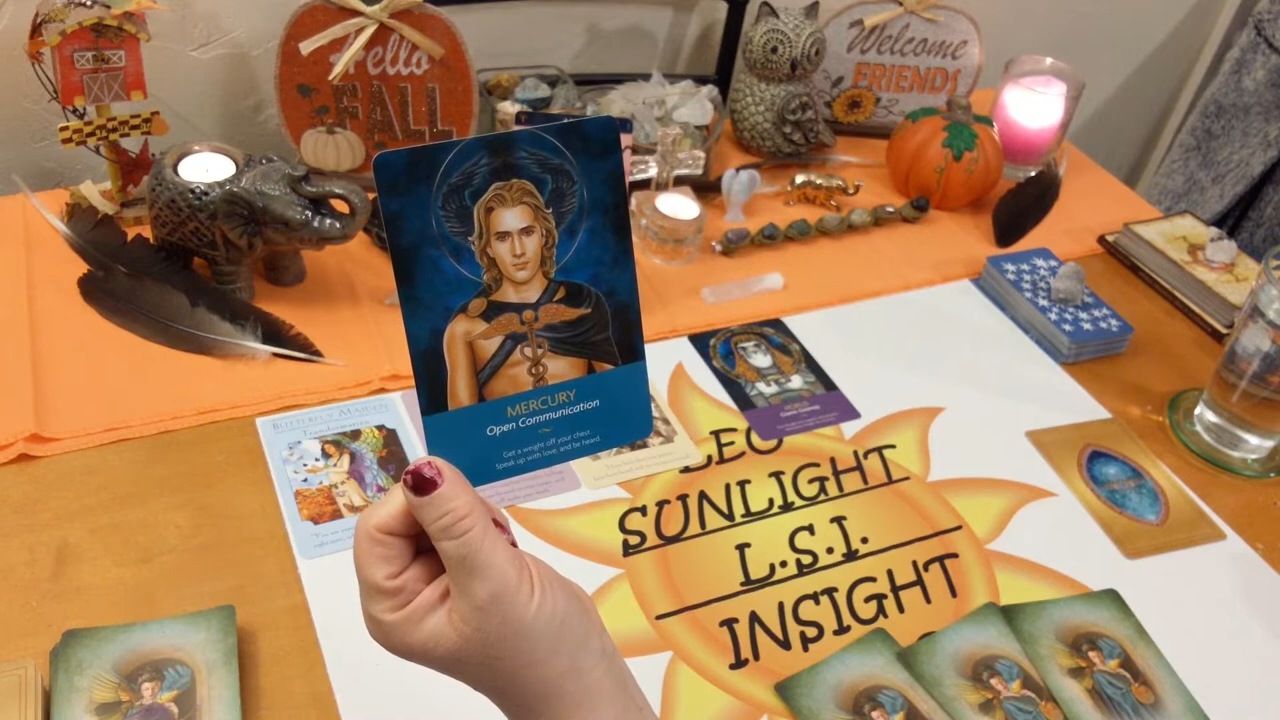 Hello
FALL
Welcome
FRIENDS
MERCURY
Open Communication
Get a weight off your chest.
Speak up with love, and be heard.
BUTTERFLY MAIDEN
Transformation
LEO
SUNLIGHT
L.S.I.
INSIGHT